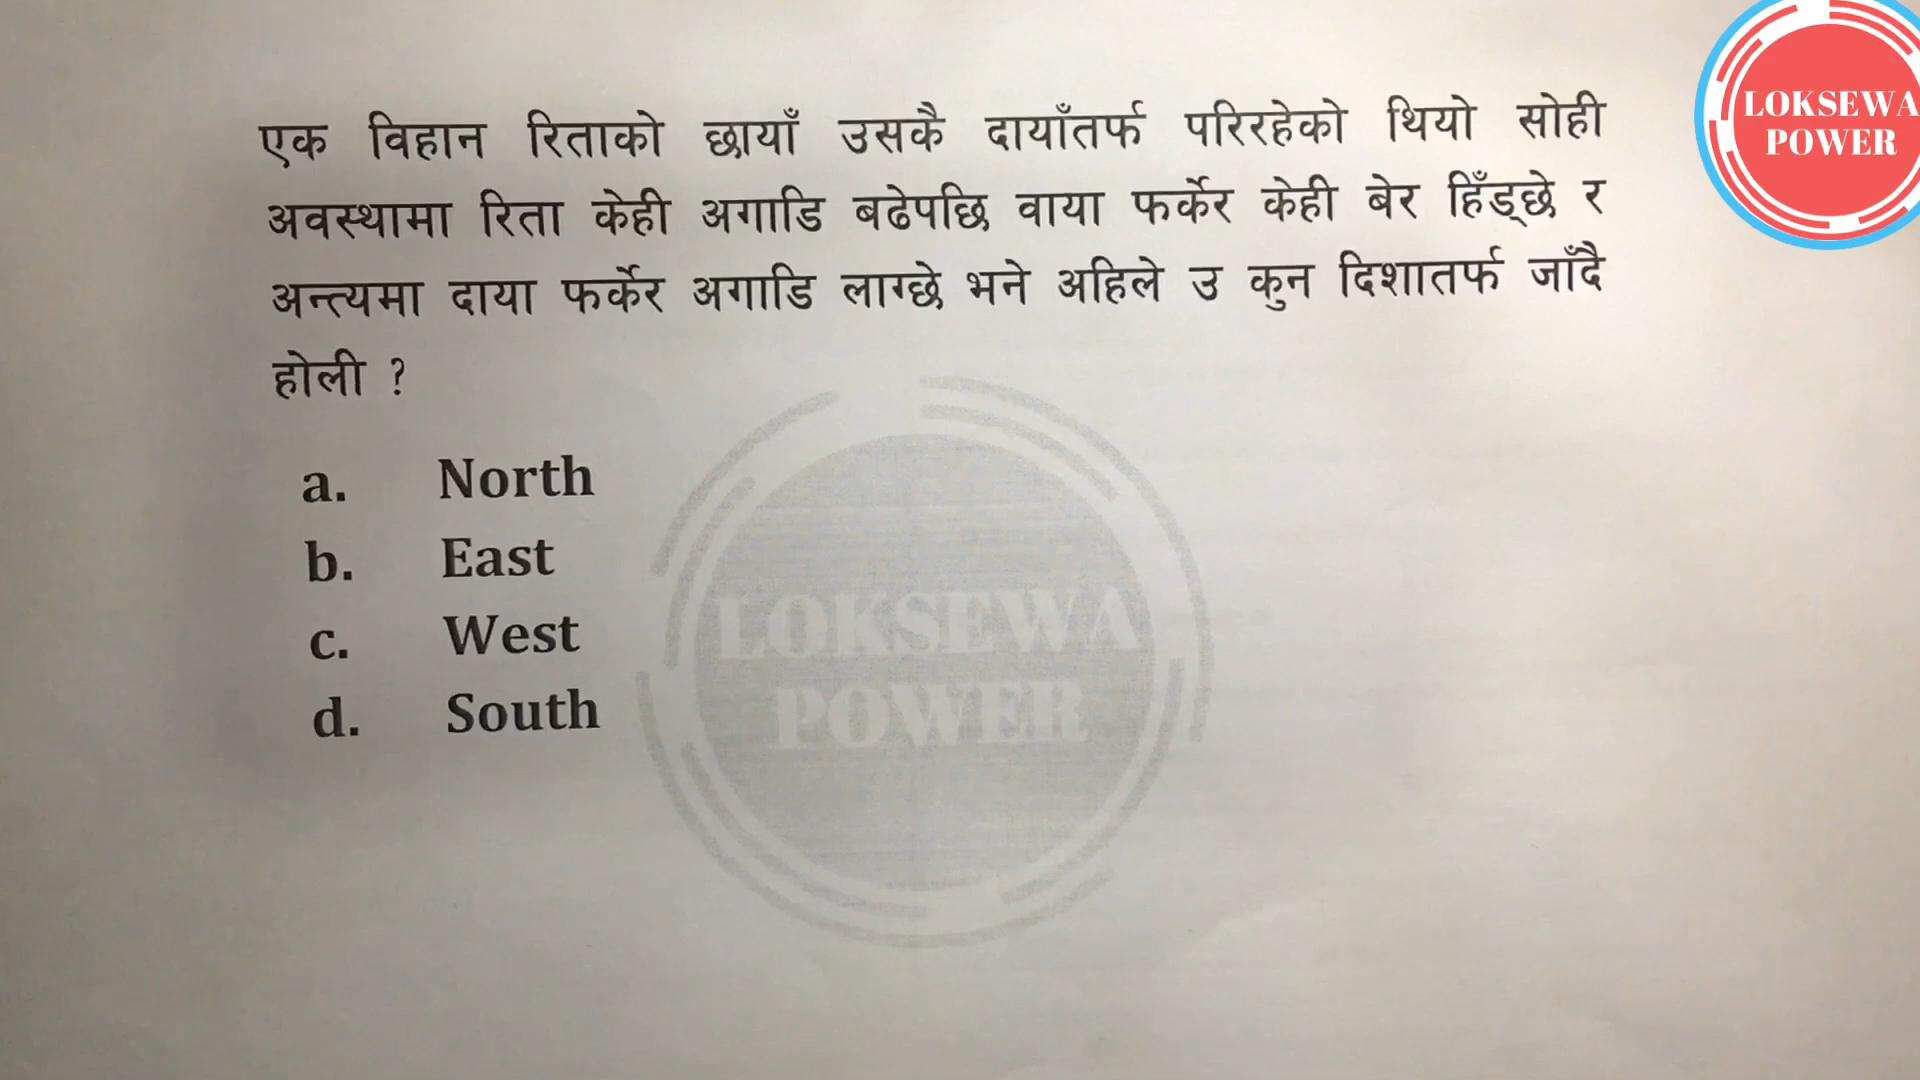 एक विहान रिताको छायाँ उसकै दायाँतर्फ परिरहेको थियो सोही
अवस्थामा रिता केही अगाडि बढेपछि वाया फर्केर केही बेर हिँड्छे र
अन्त्यमा दाया फर्केर अगाडि लाग्छे भने अहिले उ कुन दिशातर्फ जाँदै
होली ?
a. North
b. East
c. West
d. South
LOKSEWA
POWER
LOKSEWA
POWER